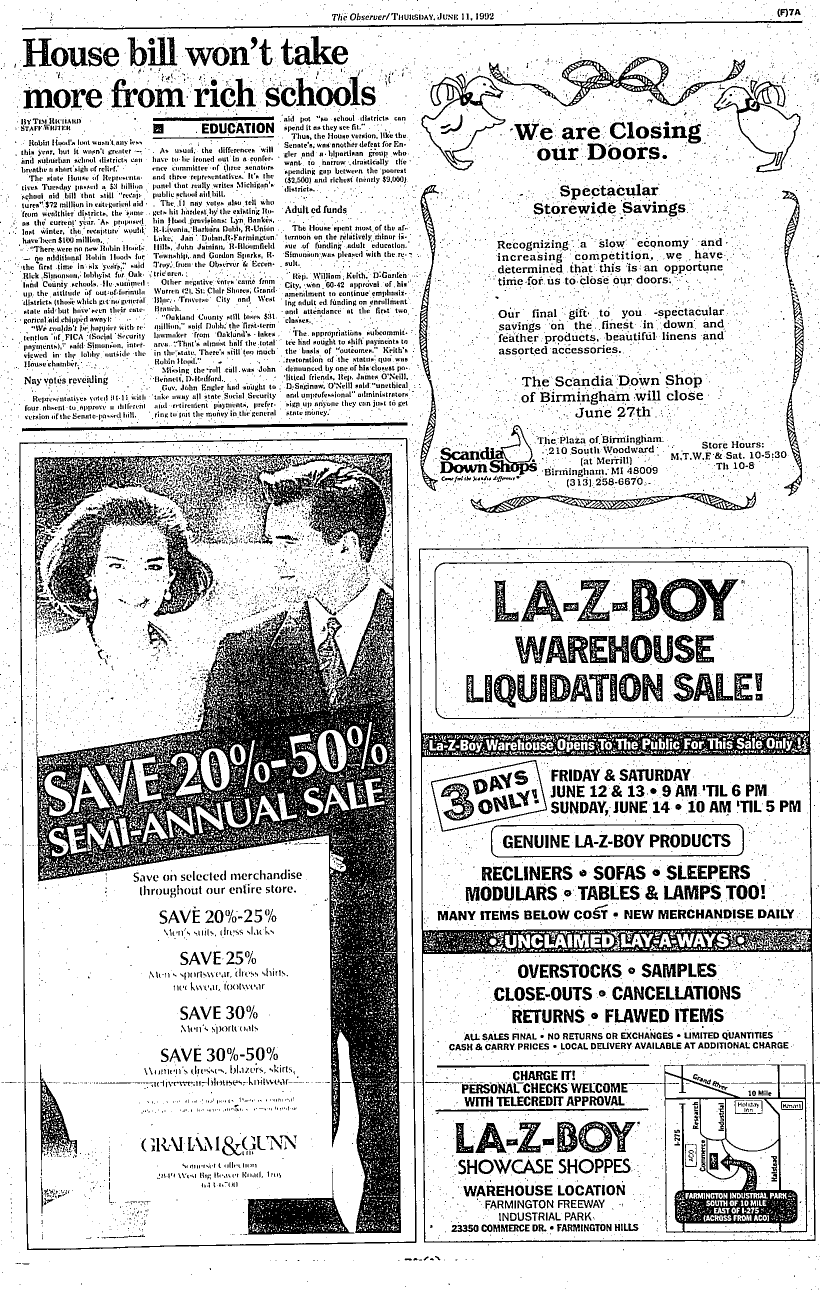 The Observer/ THURSDAY, JUNE 11, 1992
(F)7A
House bill won't take
more from rich schools
BY TIM RICHARD
STAFF WRITER
Robin Hood's loot wasn't any less
this year, but it wasn't greater —
and suburban school districts can
breathe a short sigh of relief.
The state House of Representa-
tives Tuesday passed a $3 billion
school aid bill that still "recap-
tures" $72 million in categorical aid
from wealthier districts, the same
as the current year. As proposed
last winter, the recapture would
have been $100 million.
"There were no new Robin Hoods
— no additional Robin Hoods for
the first time in six years," said
Rick Simonson, lobbyist for Oak-
land County schools. He summed
up the attitude of out-of-formula
districts (those which get no general
state aid but have seen their cate-
gorical aid chipped away):
"We couldn't be happier with re-
tention of FICA (Social Security
payments)," said Simonson, inter-
viewed in the lobby outside the
House chamber.
Nay votes revealing
Representatives voted 91-11 with
four absent to approve a different
version of the Senate-passed bill.
EDUCATION
As usual, the differences will
have to be ironed out in a confer-
ence committee of three senators
and three representatives. It's the
panel that really writes Michigan's
public school aid bill.
The 11 nay votes also tell who
gets hit hardest by the existing Ro-
bin Hood provisions: Lyn Bankes,
R-Livonia, Barbara Dobb, R-Union
Lake, Jan Dolan, R-Farmington
Hills, John Jamian, R-Bloomfield
Township, and Gordon Sparks, R-
Troy, from the Observer & Eccen-
tric area.
Other negative votes came from
Warren (2), St. Clair Shores, Grand
Blanc, Traverse City and West
Branch.
"Oakland County still loses $31
million," said Dobb, the first-term
lawmaker from Oakland's lakes
area. "That's almost half the total
in the state. There's still too much
Robin Hood."
Missing the roll call was John
Bennett, D-Redford.
Gov. John Engler had sought to
take away all state Social Security
and retirement payments, prefer-
ring to put the money in the general
aid pot "so school districts can
spend it as they see fit."
Thus, the House version, like the
Senate's, was another defeat for En-
gler and a bipartisan group who
want to narrow drastically the
spending gap between the poorest
($2,500) and richest (nearly $9,000)
districts.
Adult ed funds
The House spent most of the af-
ternoon on the relatively minor is-
sue of funding adult education.
Simonson was pleased with the re-
sult.
Rep. William Keith, D-Garden
City, won 60-42 approval of his
amendment to continue emphasiz-
ing adult ed funding on enrollment
and attendance at the first two
classes.
The appropriations subcommit-
tee had sought to shift payments to
the basis of "outcomes." Keith's
restoration of the status quo was
denounced by one of his closest po-
litical friends, Rep. James O'Neill,
D-Saginaw. O'Neill said "unethical
and unprofessional" administrators
sign up anyone they can just to get
state money.
We are Closing
our Doors.
Spectacular
Storewide Savings
Recognizing a slow economy and
increasing competition, we have
determined that this is an opportune
time for us to close our doors.
Our final gift to you -spectacular
savings on the finest in down and
feather products, beautiful linens and
assorted accessories.
The Scandia Down Shop
of Birmingham will close
June 27th
Scandia
Down Shops
Come feel the Scandia difference
The Plaza of Birmingham
210 South Woodward
(at Merrill)
Birmingham, MI 48009
(313) 258-6670
Store Hours:
M.T.W.F & Sat. 10-5:30
Th 10-8
SAVE 20%-50%
SEMI-ANNUAL SALE
Save on selected merchandise
throughout our entire store.
SAVE 20%-25%
Men's suits, dress slacks
SAVE 25%
Men's sportswear, dress shirts,
neckwear, footwear
SAVE 30%
Men's sportcoats
SAVE 30%-50%
Women's dresses, blazers, skirts,
activewear, blouses, knitwear
GRAHAM & GUNN
LTD
Somerset Collection
2849 West Big Beaver Road, Troy
643-6700
LA-Z-BOY
WAREHOUSE
LIQUIDATION SALE!
La-Z-Boy Warehouse Opens To The Public For This Sale Only!
3 DAYS
ONLY!
FRIDAY & SATURDAY
JUNE 12 & 13 • 9 AM 'TIL 6 PM
SUNDAY, JUNE 14 • 10 AM 'TIL 5 PM
GENUINE LA-Z-BOY PRODUCTS
RECLINERS • SOFAS • SLEEPERS
MODULARS • TABLES & LAMPS TOO!
MANY ITEMS BELOW COST • NEW MERCHANDISE DAILY
• UNCLAIMED LAY-A-WAYS •
OVERSTOCKS • SAMPLES
CLOSE-OUTS • CANCELLATIONS
RETURNS • FLAWED ITEMS
ALL SALES FINAL • NO RETURNS OR EXCHANGES • LIMITED QUANTITIES
CASH & CARRY PRICES • LOCAL DELIVERY AVAILABLE AT ADDITIONAL CHARGE
CHARGE IT!
PERSONAL CHECKS WELCOME
WITH TELECREDIT APPROVAL
LA-Z-BOY
SHOWCASE SHOPPES
WAREHOUSE LOCATION
FARMINGTON FREEWAY
INDUSTRIAL PARK
23350 COMMERCE DR. • FARMINGTON HILLS
Grand River
10 Mile
I-275
Research
Industrial
Holiday
Inn
Kmart
ACO
Commerce
Halstead
FARMINGTON INDUSTRIAL PARK
SOUTH OF 10 MILE
EAST OF I-275
(ACROSS FROM ACO)